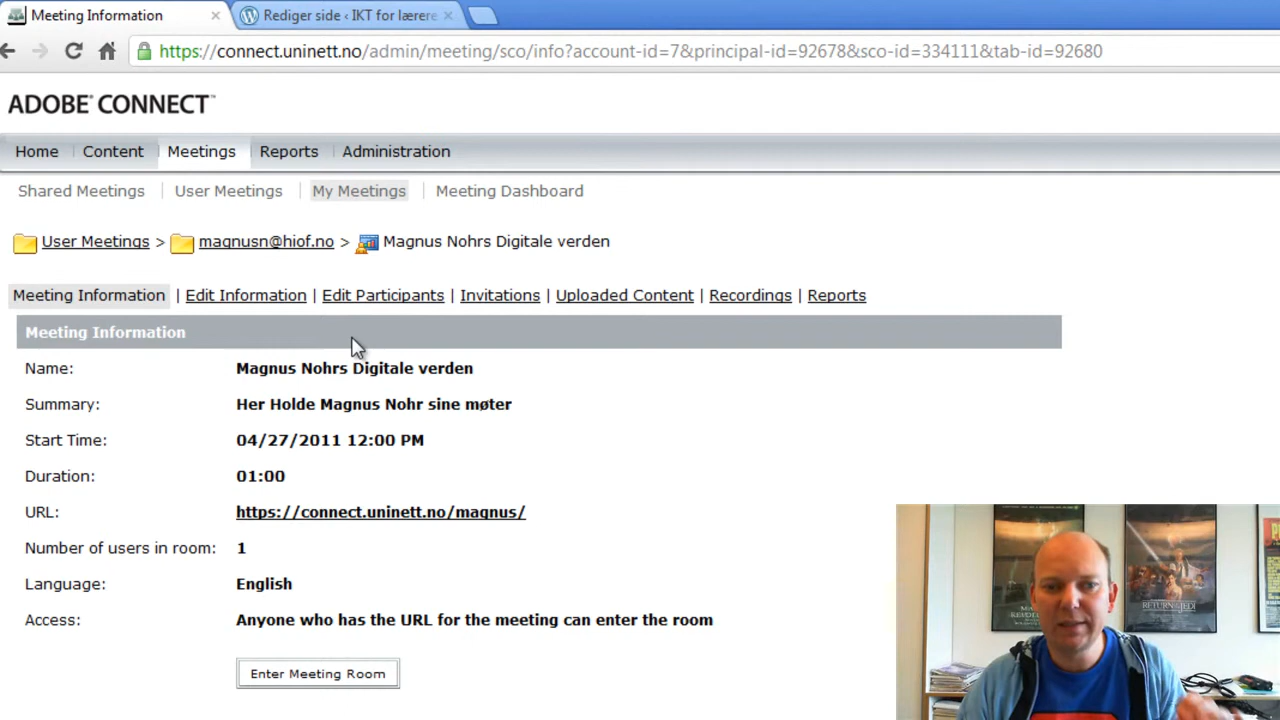 Meeting Information
Rediger side ‹ IKT for lærere
https://connect.uninett.no/admin/meeting/sco/info?account-id=7&principal-id=92678&sco-id=334111&tab-id=92680
ADOBE® CONNECT™
Home Content Meetings Reports Administration
Shared Meetings User Meetings My Meetings Meeting Dashboard
User Meetings > magnusn@hiof.no > Magnus Nohrs Digitale verden
Meeting Information | Edit Information | Edit Participants | Invitations | Uploaded Content | Recordings | Reports
Meeting Information
Name: Magnus Nohrs Digitale verden
Summary: Her Holde Magnus Nohr sine møter
Start Time: 04/27/2011 12:00 PM
Duration: 01:00
URL: https://connect.uninett.no/magnus/
Number of users in room: 1
Language: English
Access: Anyone who has the URL for the meeting can enter the room
Enter Meeting Room
RETURN OF THE JEDI